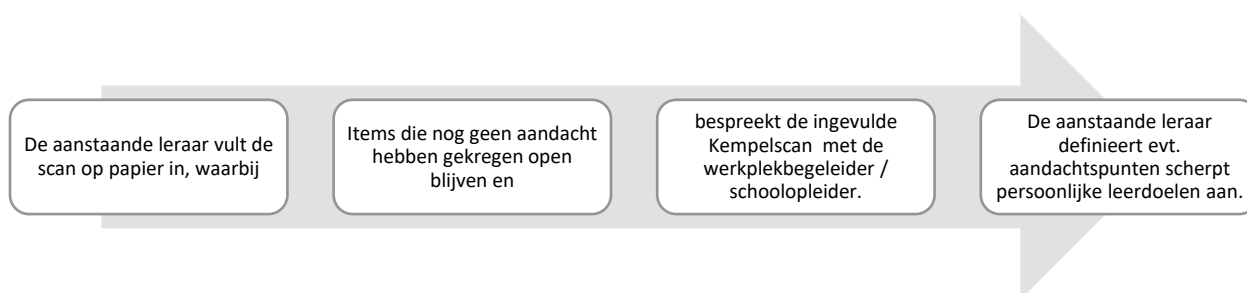 De aanstaande leraar vult de
scan op papier in, waarbij
Items die nog geen aandacht
hebben gekregen open
blijven en
bespreekt de ingevulde
Kempelscan met de
werkplekbegeleider /
schoolopleider.
De aanstaande leraar
definieert evt.
aandachtspunten scherpt
persoonlijke leerdoelen aan.